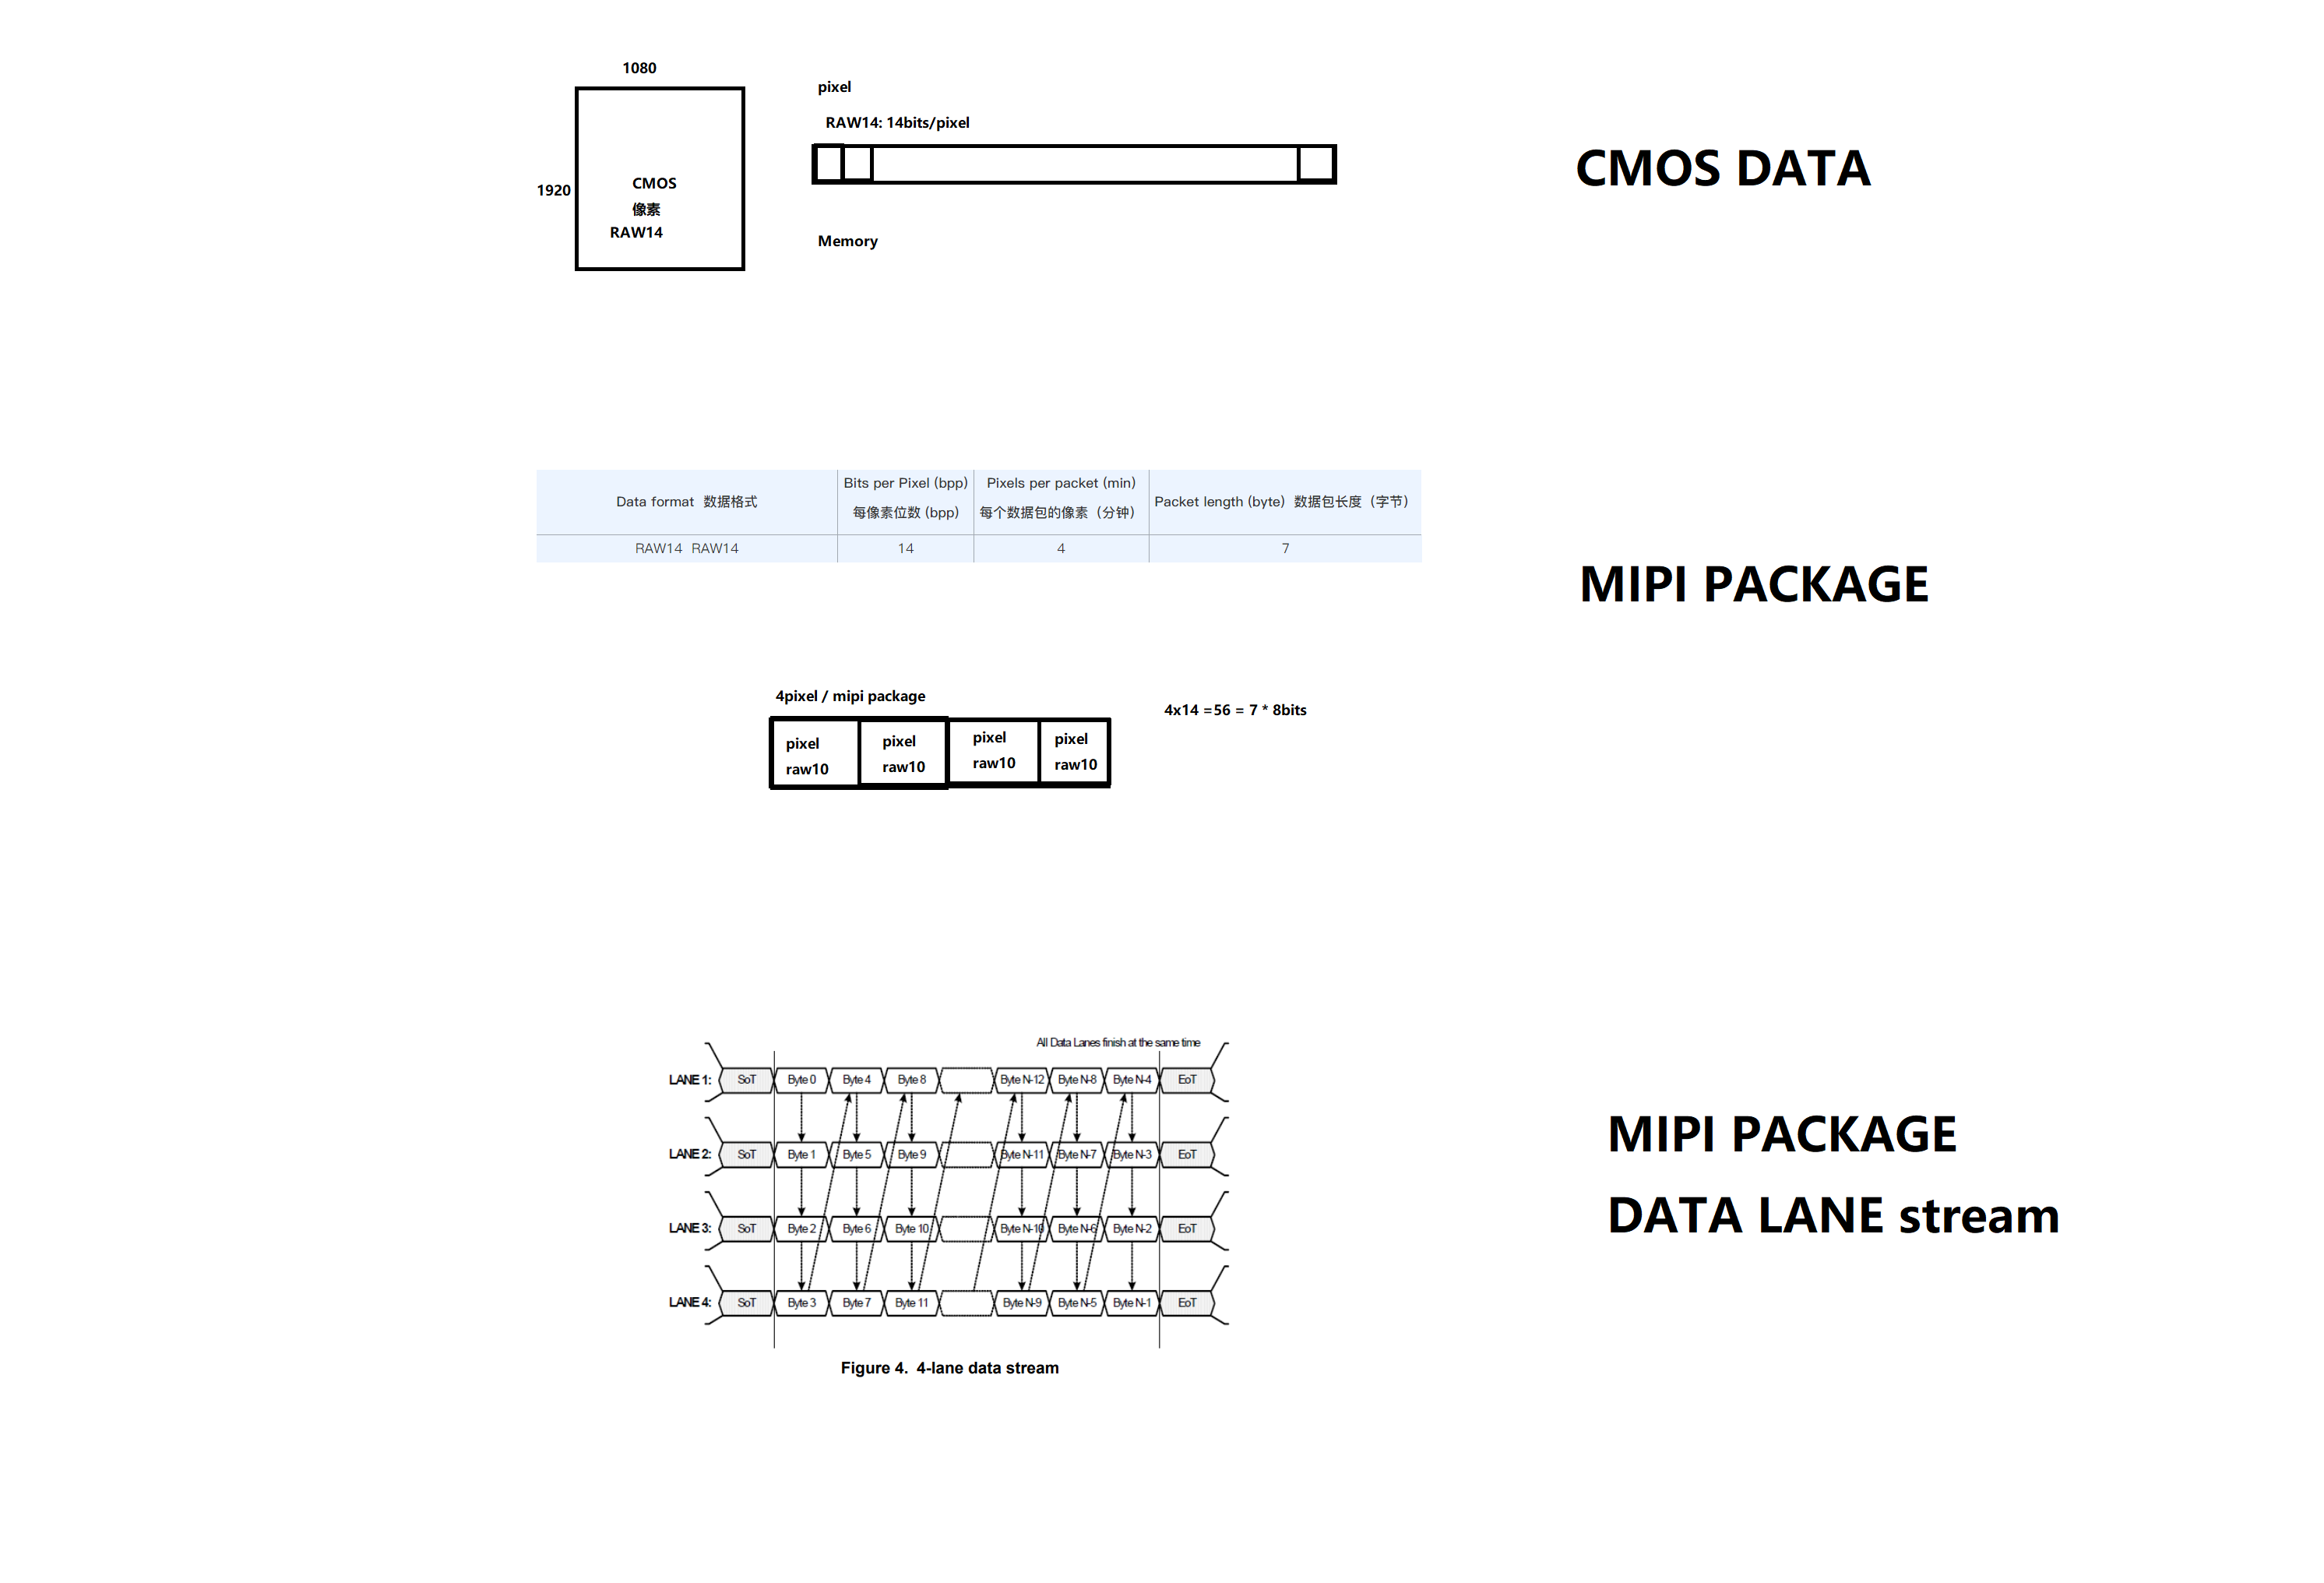 1080
1920
CMOS
像素
RAW14
pixel
RAW14: 14bits/pixel
Memory
CMOS DATA
Data format 数据格式
Bits per Pixel (bpp)
每像素位数 (bpp)
Pixels per packet (min)
每个数据包的像素（分钟）
Packet length (byte) 数据包长度（字节）
RAW14 RAW14
14
4
7
MIPI PACKAGE
4pixel / mipi package
4x14 =56 = 7 * 8bits
pixel
raw10
pixel
raw10
pixel
raw10
pixel
raw10
All Data Lanes finish at the same time
LANE 1: SoT Byte 0 Byte 4 Byte 8 Byte N-12 Byte N-8 Byte N-4 EoT
LANE 2: SoT Byte 1 Byte 5 Byte 9 Byte N-11 Byte N-7 Byte N-3 EoT
LANE 3: SoT Byte 2 Byte 6 Byte 10 Byte N-10 Byte N-6 Byte N-2 EoT
LANE 4: SoT Byte 3 Byte 7 Byte 11 Byte N-9 Byte N-5 Byte N-1 EoT
Figure 4. 4-lane data stream
MIPI PACKAGE
DATA LANE stream